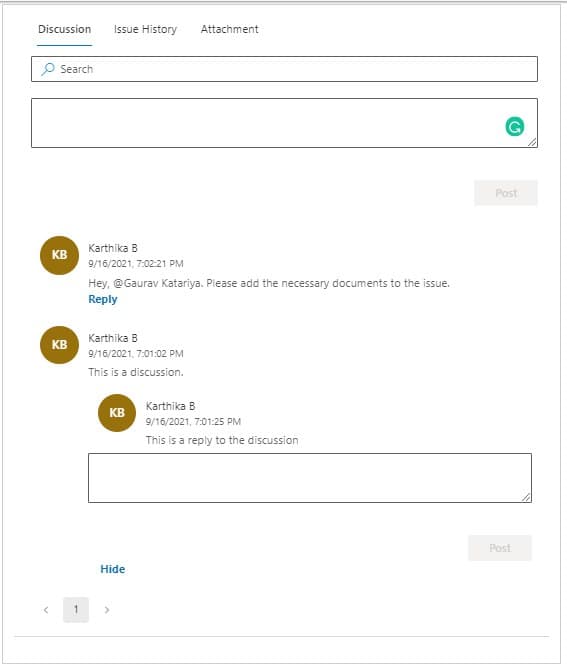 Discussion Issue History Attachment
Search
Post
KB
Karthika B
9/16/2021, 7:02:21 PM
Hey, @Gaurav Katariya. Please add the necessary documents to the issue.
Reply
KB
Karthika B
9/16/2021, 7:01:02 PM
This is a discussion.
KB
Karthika B
9/16/2021, 7:01:25 PM
This is a reply to the discussion
Post
Hide
< 1 >